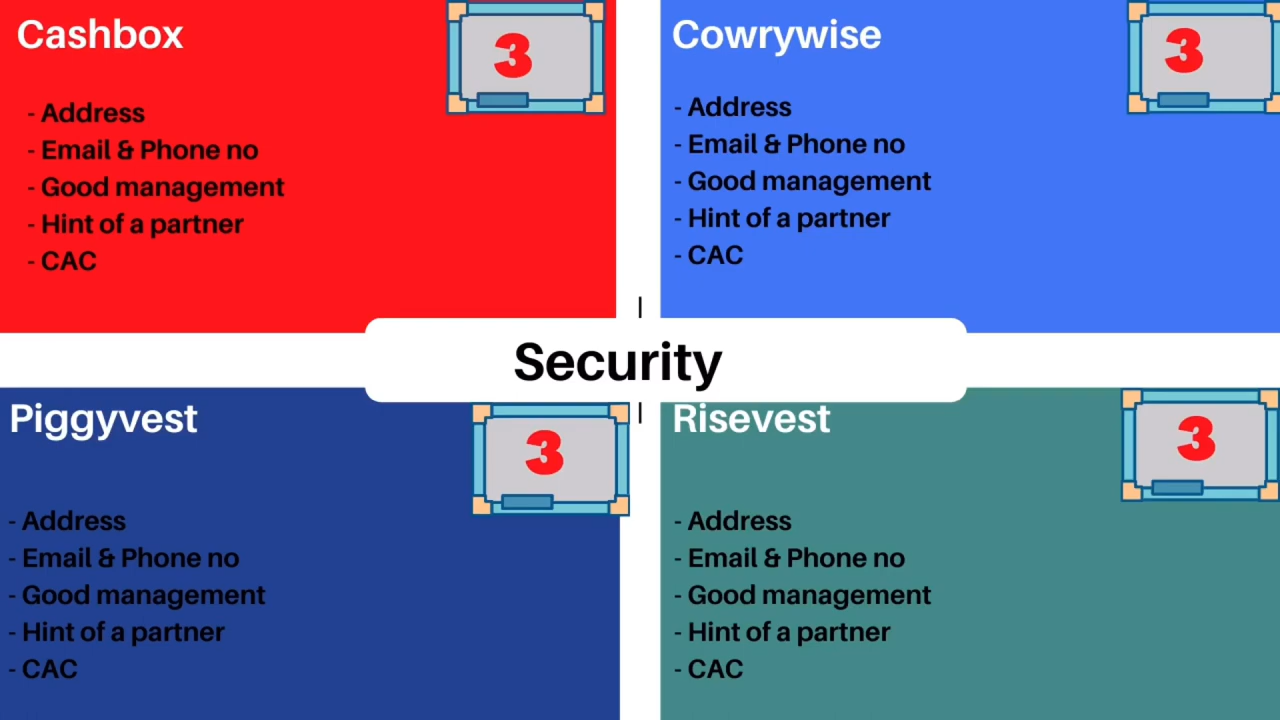 Cashbox
3
- Address
- Email & Phone no
- Good management
- Hint of a partner
- CAC
Cowrywise
3
- Address
- Email & Phone no
- Good management
- Hint of a partner
- CAC
Security
Piggyvest
3
- Address
- Email & Phone no
- Good management
- Hint of a partner
- CAC
Risevest
3
- Address
- Email & Phone no
- Good management
- Hint of a partner
- CAC